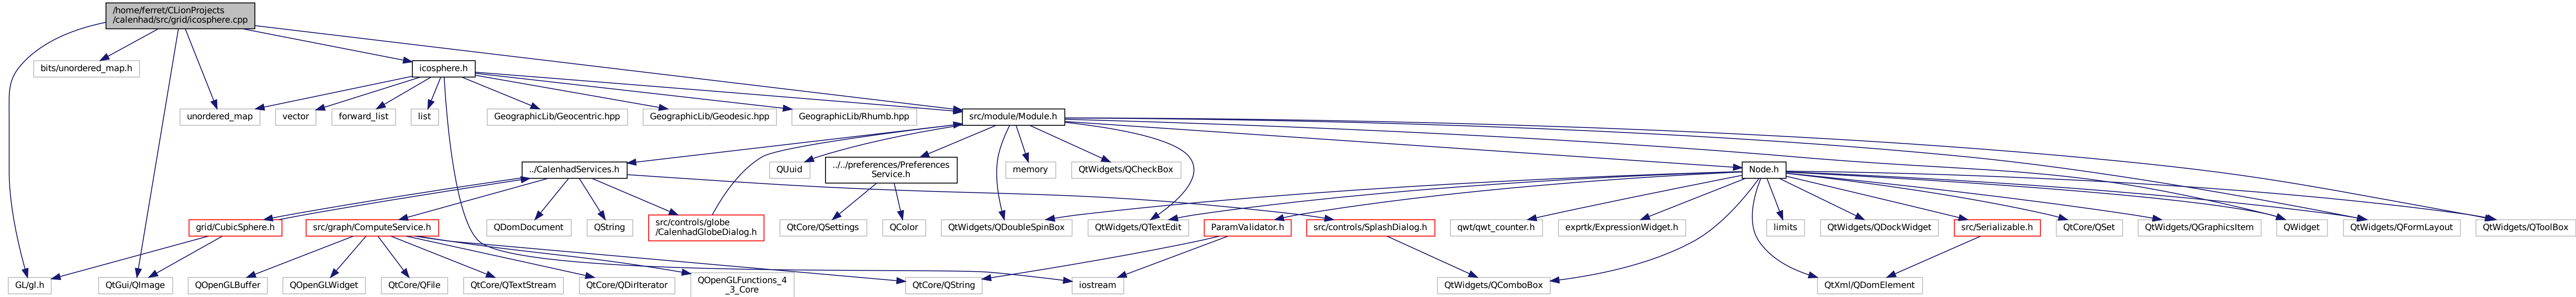 /home/ferret/CLionProjects
/calenhad/src/grid/icosphere.cpp
bits/unordered_map.h
icosphere.h
unordered_map
vector
forward_list
list
GeographicLib/Geocentric.hpp
GeographicLib/Geodesic.hpp
GeographicLib/Rhumb.hpp
src/module/Module.h
../CalenhadServices.h
QUuid
../../preferences/Preferences
Service.h
memory
QtWidgets/QCheckBox
Node.h
grid/CubicSphere.h
src/graph/ComputeService.h
QDomDocument
QString
src/controls/globe
/CalenhadGlobeDialog.h
QtCore/QSettings
QColor
QtWidgets/QDoubleSpinBox
QtWidgets/QTextEdit
ParamValidator.h
src/controls/SplashDialog.h
qwt/qwt_counter.h
exprtk/ExpressionWidget.h
limits
QtWidgets/QDockWidget
src/Serializable.h
QtCore/QSet
QtWidgets/QGraphicsItem
QWidget
QtWidgets/QFormLayout
QtWidgets/QToolBox
GL/gl.h
QtGui/QImage
QOpenGLBuffer
QOpenGLWidget
QtCore/QFile
QtCore/QTextStream
QtCore/QDirIterator
QOpenGLFunctions_4
_3_Core
QtCore/QString
iostream
QtWidgets/QComboBox
QtXml/QDomElement